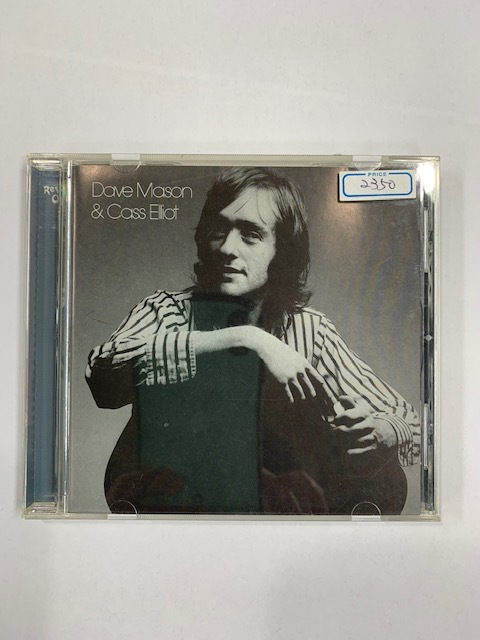 Dave Mason
& Cass Elliot
PRICE
2350